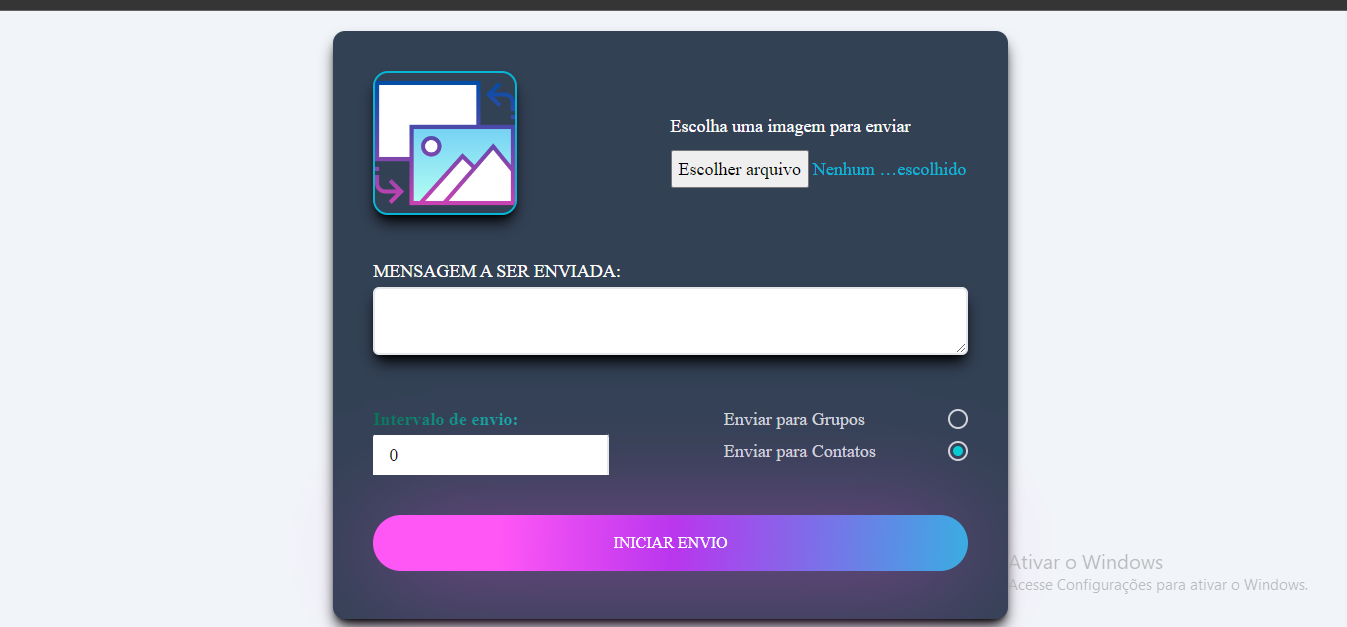 Escolha uma imagem para enviar
Escolher arquivo Nenhum …escolhido
MENSAGEM A SER ENVIADA:
Intervalo de envio:
0
Enviar para Grupos
Enviar para Contatos
INICIAR ENVIO
Ativar o Windows
Acesse Configurações para ativar o Windows.